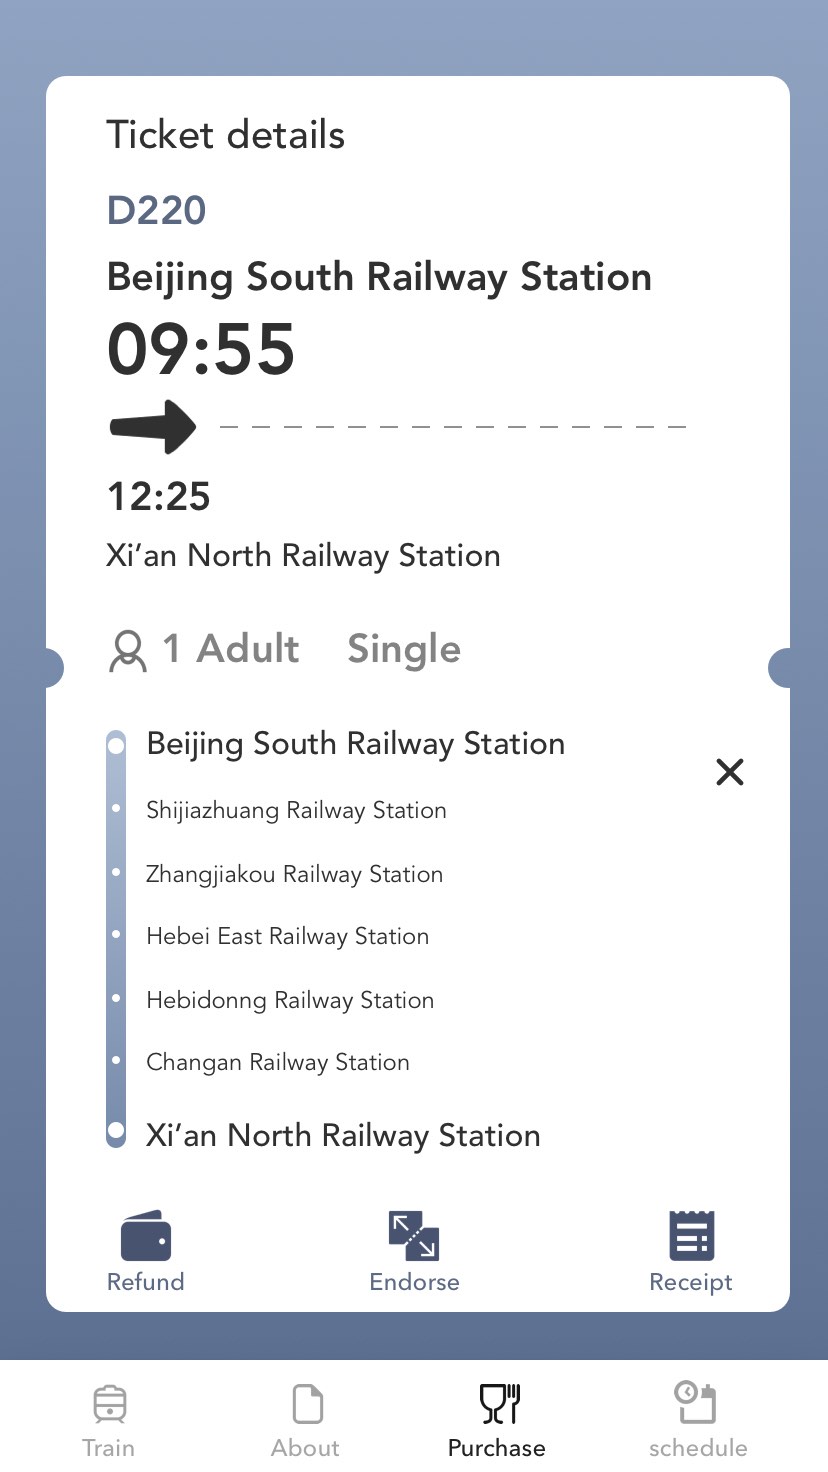 Ticket details
D220
Beijing South Railway Station
09:55
12:25
Xi’an North Railway Station
1 Adult Single
Beijing South Railway Station
Shijiazhuang Railway Station
Zhangjiakou Railway Station
Hebei East Railway Station
Hebidonng Railway Station
Changan Railway Station
Xi’an North Railway Station
Refund Endorse Receipt
Train About Purchase schedule